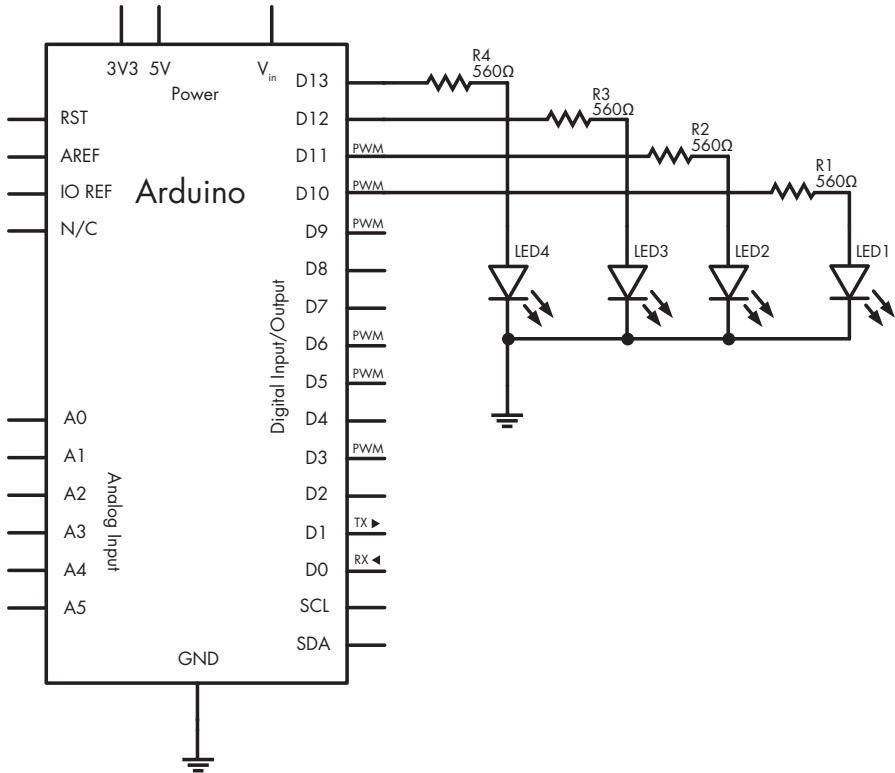 3V3 5V Vin
Power
RST
AREF
IO REF
N/C
Arduino
A0
A1
A2
A3
A4
A5
Analog Input
GND
Digital Input/Output
D13
D12
D11 PWM
D10 PWM
D9 PWM
D8
D7
D6 PWM
D5 PWM
D4
D3 PWM
D2
D1 TX ▶
D0 RX ◀
SCL
SDA
R4
560Ω
R3
560Ω
R2
560Ω
R1
560Ω
LED4
LED3
LED2
LED1